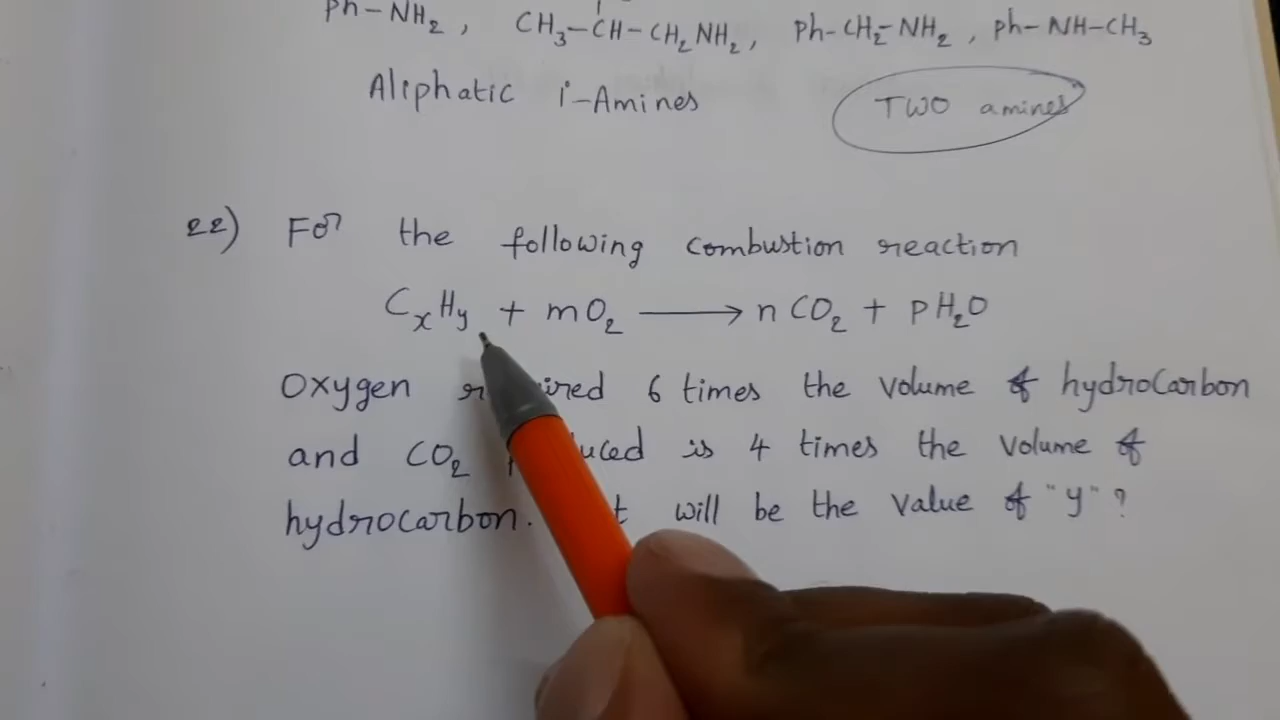 Ph-NH2, CH3-CH-CH2NH2, Ph-CH2-NH2, Ph-NH-CH3
Aliphatic 1°-Amines
TWO amines
22) For the following combustion reaction
CxHy + mO2 ⟶ nCO2 + pH2O
Oxygen 6 times the volume of hydrocarbon
and CO2 is 4 times the volume of
hydrocarbon. will be the value of "y"?